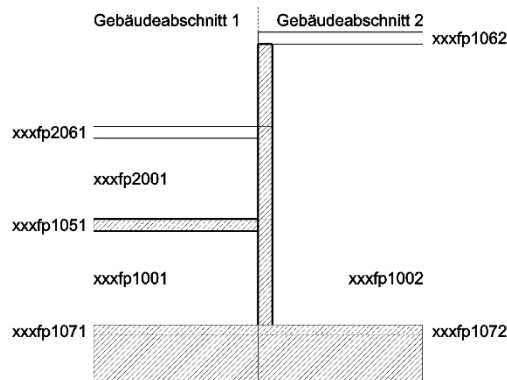 Gebäudeabschnitt 1
Gebäudeabschnitt 2
xxxfp1062
xxxfp2061
xxxfp2001
xxxfp1051
xxxfp1001
xxxfp1002
xxxfp1071
xxxfp1072